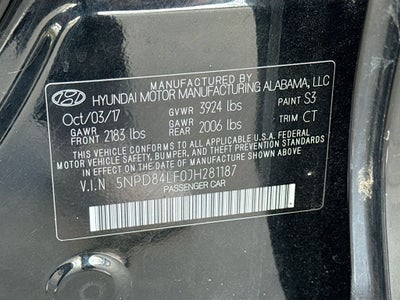 MANUFACTURED BY
HYUNDAI MOTOR MANUFACTURING ALABAMA, LLC
Oct/03/17 GVWR 3924 lbs PAINT S3
GAWR FRONT 2183 lbs GAWR REAR 2006 lbs TRIM CT
THIS VEHICLE CONFORMS TO ALL APPLICABLE U.S.A. FEDERAL
MOTOR VEHICLE SAFETY, BUMPER, AND THEFT PREVENTION
STANDARDS IN EFFECT ON THE DATE OF MANUFACTURE SHOWN ABOVE.
V.I.N 5NPD84LF0JH281187
PASSENGER CAR